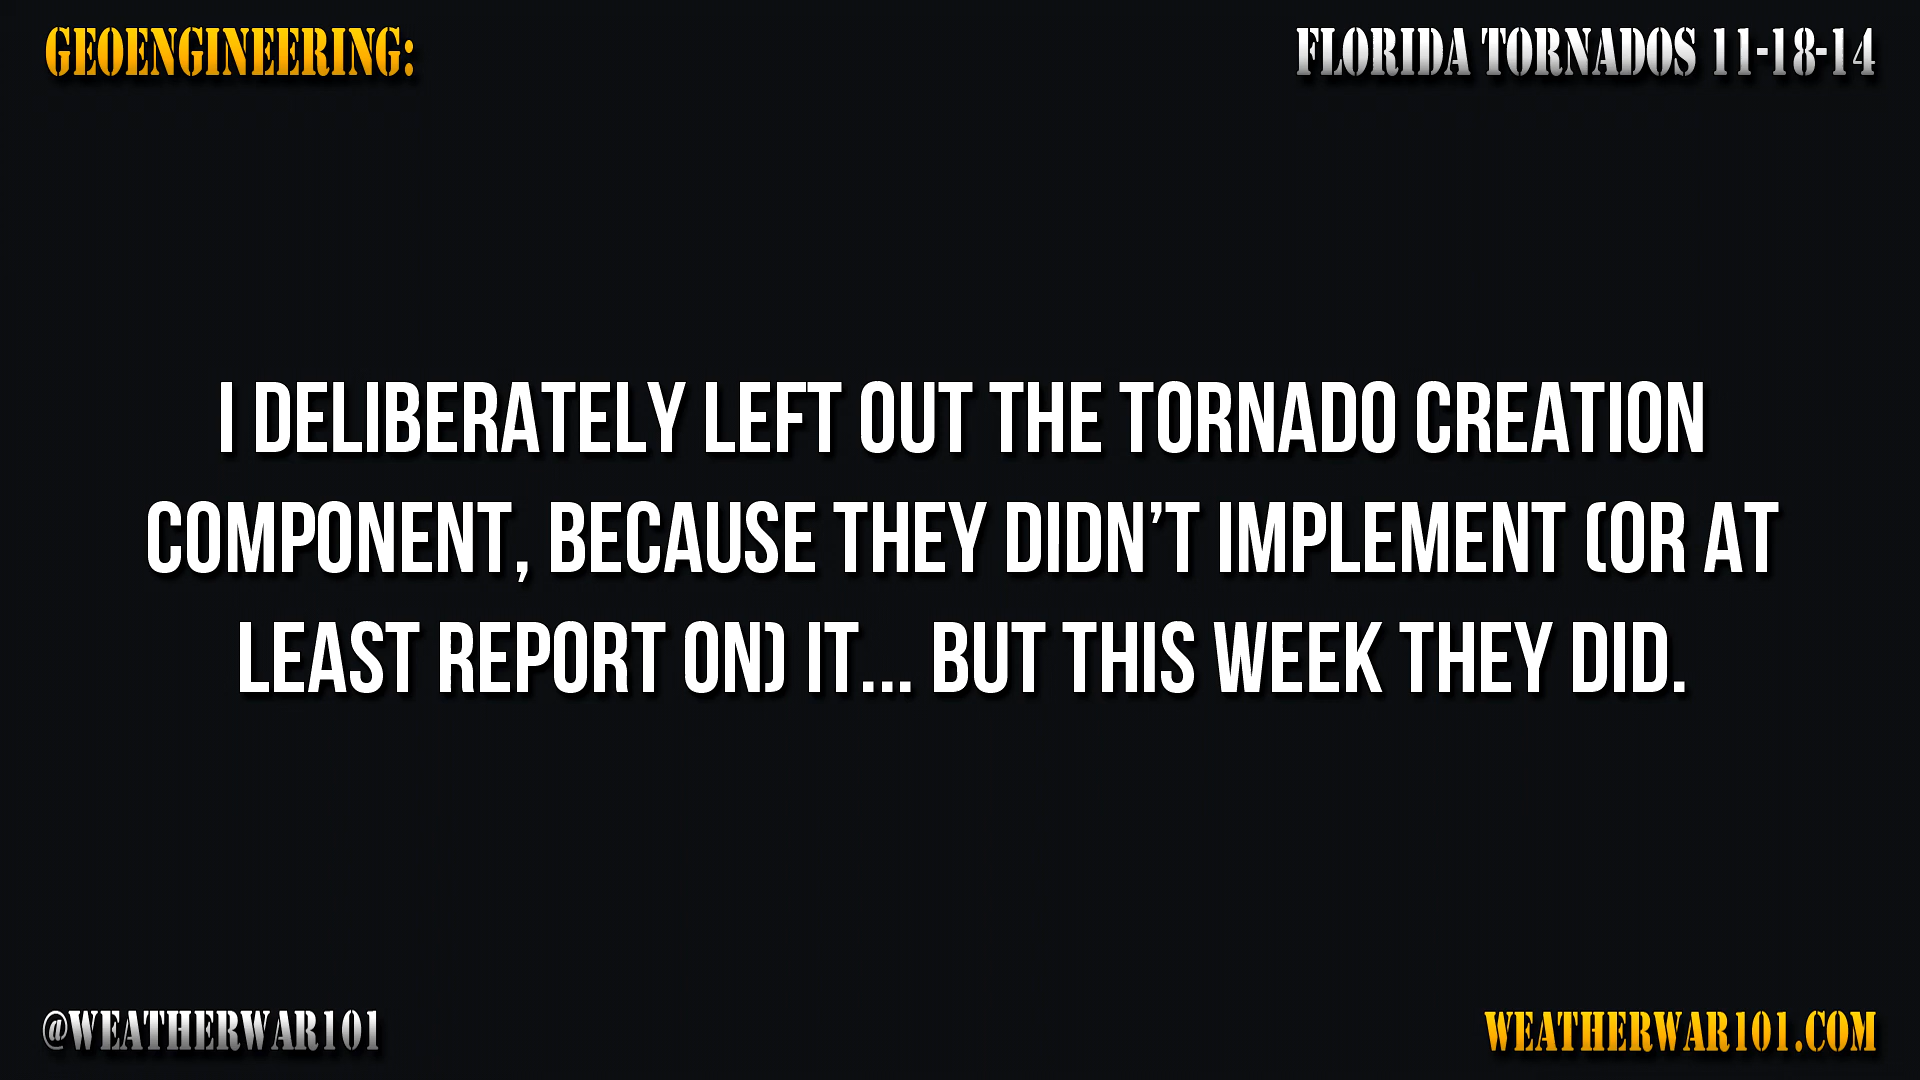 GEOENGINEERING:
FLORIDA TORNADOS 11-18-14
I DELIBERATELY LEFT OUT THE TORNADO CREATION
COMPONENT, BECAUSE THEY DIDN’T IMPLEMENT (OR AT
LEAST REPORT ON) IT... BUT THIS WEEK THEY DID.
@WEATHERWAR101
WEATHERWAR101.COM